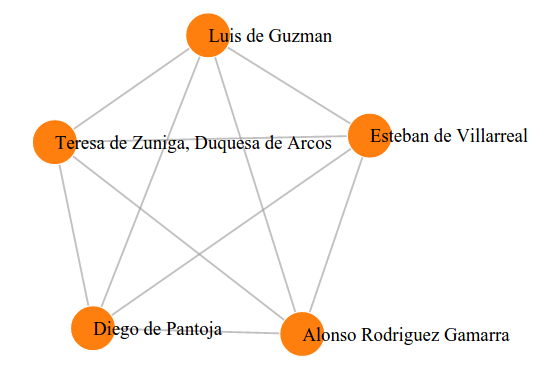 Luis de Guzman
Esteban de Villarreal
Teresa de Zuniga, Duquesa de Arcos
Diego de Pantoja
Alonso Rodriguez Gamarra